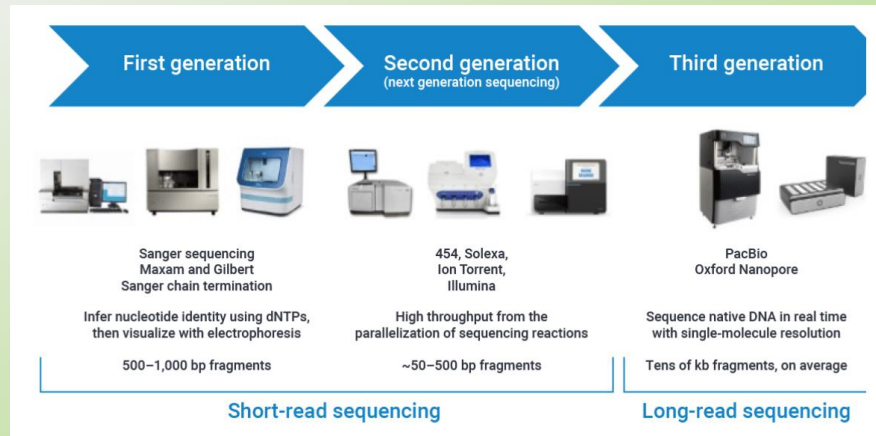 First generation
Second generation
(next generation sequencing)
Third generation
Sanger sequencing
Maxam and Gilbert
Sanger chain termination
454, Solexa,
Ion Torrent,
Illumina
PacBio
Oxford Nanopore
Infer nucleotide identity using dNTPs,
then visualize with electrophoresis
High throughput from the
parallelization of sequencing reactions
Sequence native DNA in real time
with single-molecule resolution
500–1,000 bp fragments
~50–500 bp fragments
Tens of kb fragments, on average
Short-read sequencing
Long-read sequencing